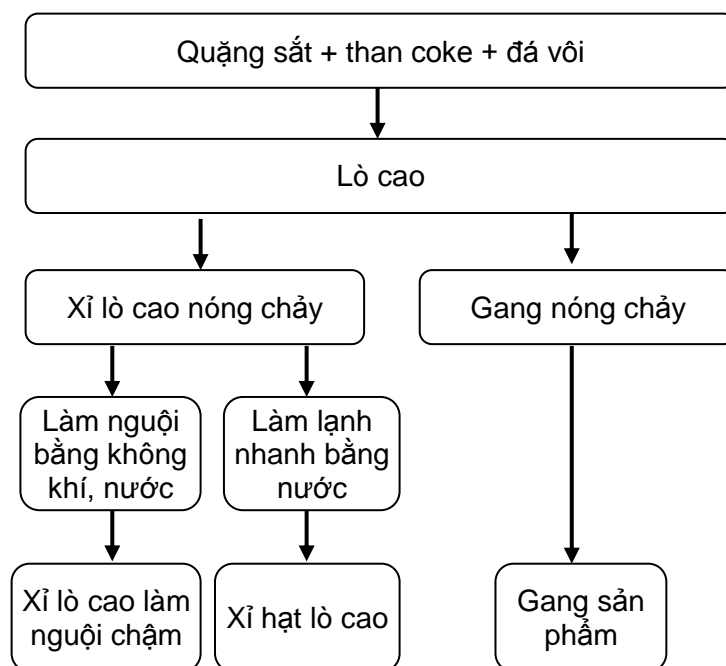 Quặng sắt + than coke + đá vôi
Lò cao
Xỉ lò cao nóng chảy
Gang nóng chảy
Làm nguội
bằng không
khí, nước
Làm lạnh
nhanh bằng
nước
Xỉ lò cao làm
nguội chậm
Xỉ hạt lò cao
Gang sản
phẩm